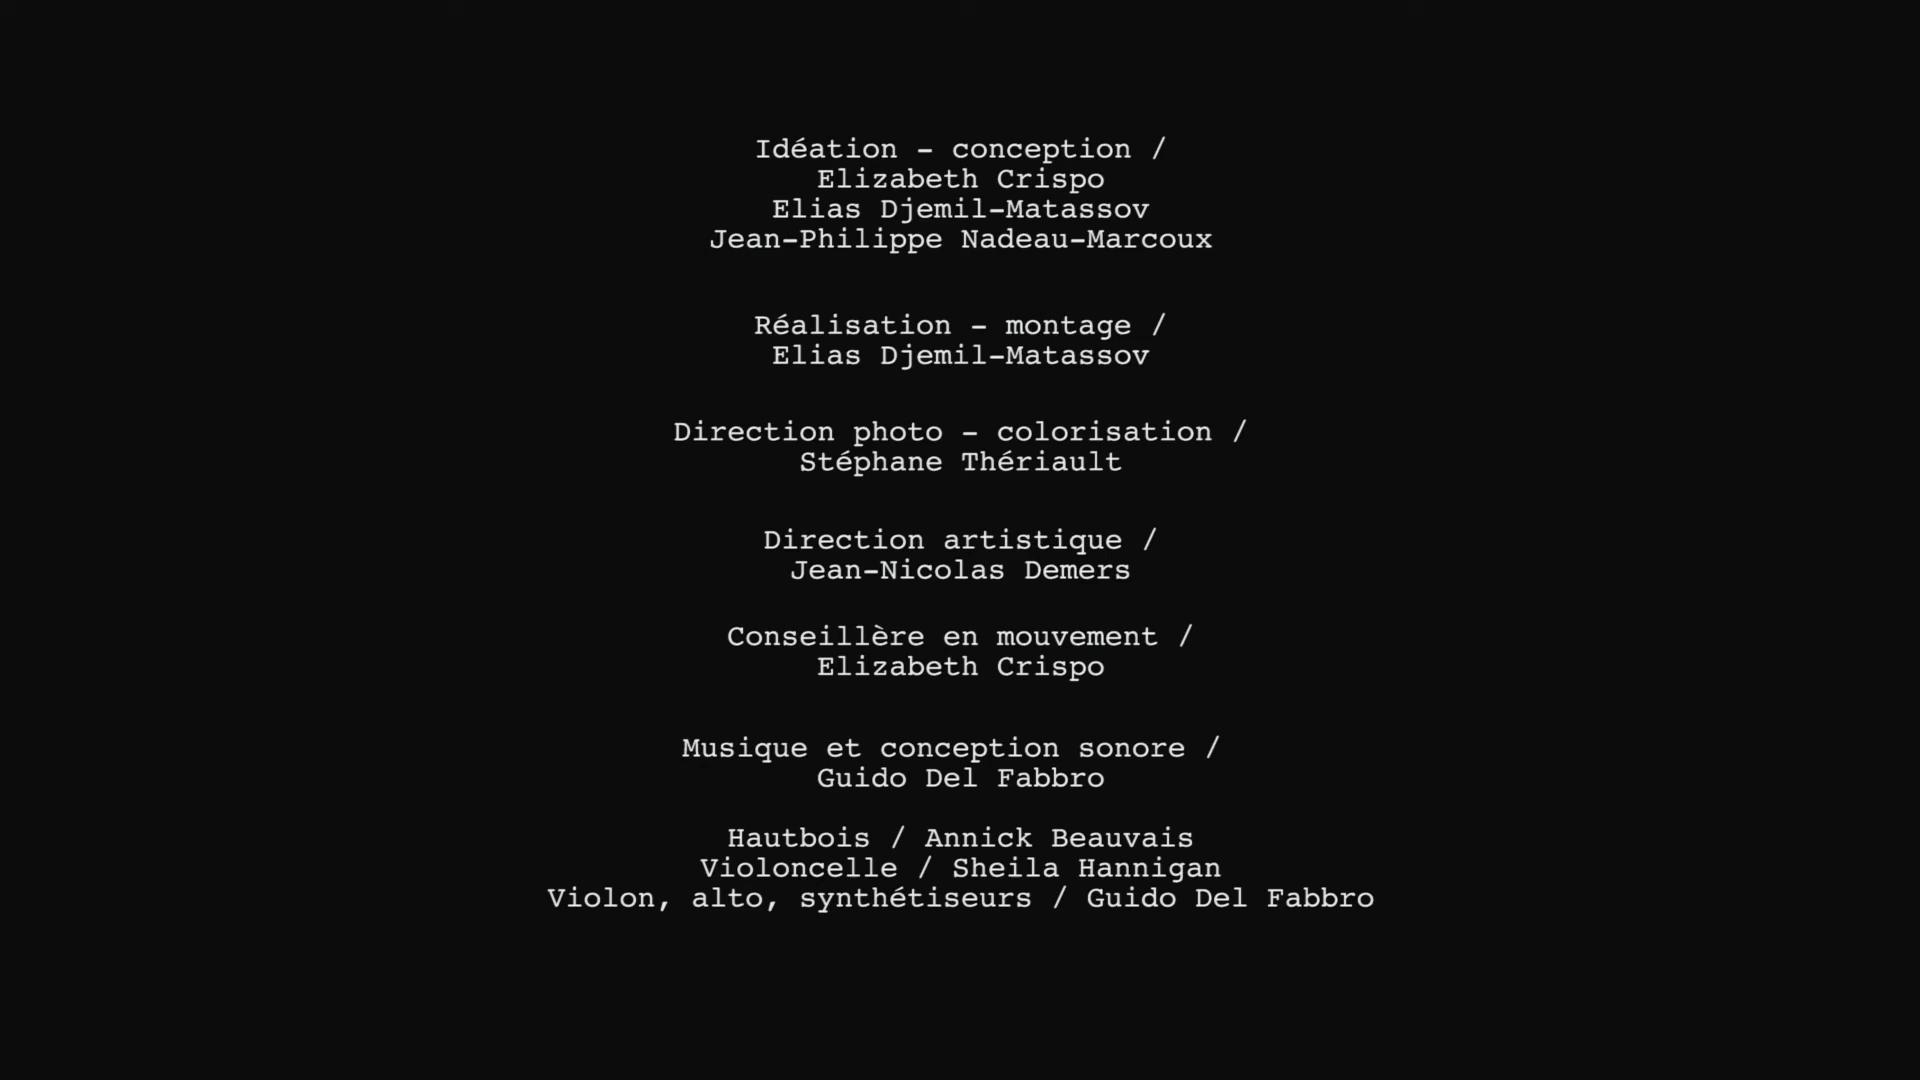 Idéation - conception /
Elizabeth Crispo
Elias Djemil-Matassov
Jean-Philippe Nadeau-Marcoux
Réalisation - montage /
Elias Djemil-Matassov
Direction photo - colorisation /
Stéphane Thériault
Direction artistique /
Jean-Nicolas Demers
Conseillère en mouvement /
Elizabeth Crispo
Musique et conception sonore /
Guido Del Fabbro
Hautbois / Annick Beauvais
Violoncelle / Sheila Hannigan
Violon, alto, synthétiseurs / Guido Del Fabbro